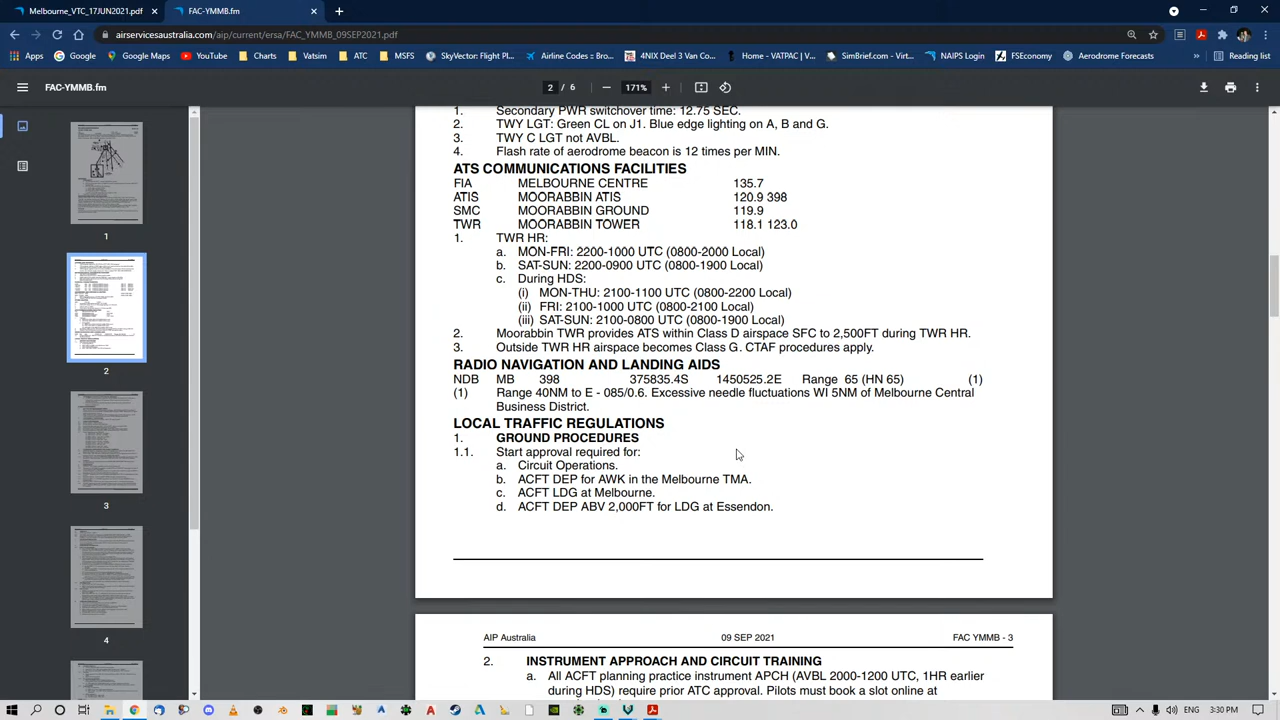 Melbourne_VTC_17JUN2021.pdf
FAC_YMMB.fm
airservicesaustralia.com/aip/current/ersa/FAC_YMMB_09SEP2021.pdf
Apps
Google
Google Maps
YouTube
Charts
Vatsim
ATC
MSFS
SkyVector: Flight Pl...
Airline Codes :: Bro...
4NIX Deel 3 Van Co...
Home - VATPAC | V...
SimBrief.com - Crea...
NAIPS Login
FSEconomy
Aerodrome Forecasts
Reading list
FAC-YMMB.fm
2 / 6
171%
1. Secondary PWR switchover time: 12.75 SEC.
2. TWY LGT: Green CL on J1. Blue edge lighting on A, B and G.
3. TWY C LGT not AVBL.
4. Flash rate of aerodrome beacon is 12 times per MIN.
ATS COMMUNICATIONS FACILITIES
FIA MELBOURNE CENTRE 135.7
ATIS MOORABBIN ATIS 120.9 398
SMC MOORABBIN GROUND 119.9
TWR MOORABBIN TOWER 118.1 123.0
1. TWR HR:
a. MON-FRI: 2200-1000 UTC (0800-2000 Local)
b. SAT-SUN: 2200-0900 UTC (0800-1900 Local)
c. During HDS:
(i) MON-THU: 2100-1100 UTC (0800-2200 Local)
(ii) FRI: 2100-1000 UTC (0800-2100 Local)
(iii) SAT-SUN: 2100-0800 UTC (0800-1900 Local)
2. Moorabbin TWR provides ATS within Class D airspace SFC to 2,500FT during TWR HR.
3. Outside TWR HR airspace becomes Class G. CTAF procedures apply.
RADIO NAVIGATION AND LANDING AIDS
NDB MB 398 375835.4S 1450525.2E Range 65 (HN 65) (1)
(1) Range 40NM to E - 085/0.6. Excessive needle fluctuations WI 5NM of Melbourne Central
Business District.
LOCAL TRAFFIC REGULATIONS
1. GROUND PROCEDURES
1.1. Start approval required for:
a. Circuit Operations.
b. ACFT DEP for AWK in the Melbourne TMA.
c. ACFT LDG at Melbourne.
d. ACFT DEP ABV 2,000FT for LDG at Essendon.
AIP Australia 09 SEP 2021 FAC YMMB - 3
2. INSTRUMENT APPROACH AND CIRCUIT TRAINING
All ACFT planning practice instrument APCH (AVBL 2000-1200 UTC, 1HR earlier
during HDS) require prior ATC approval. Pilots must book a slot online at
1
2
3
4
ENG 3:30 PM